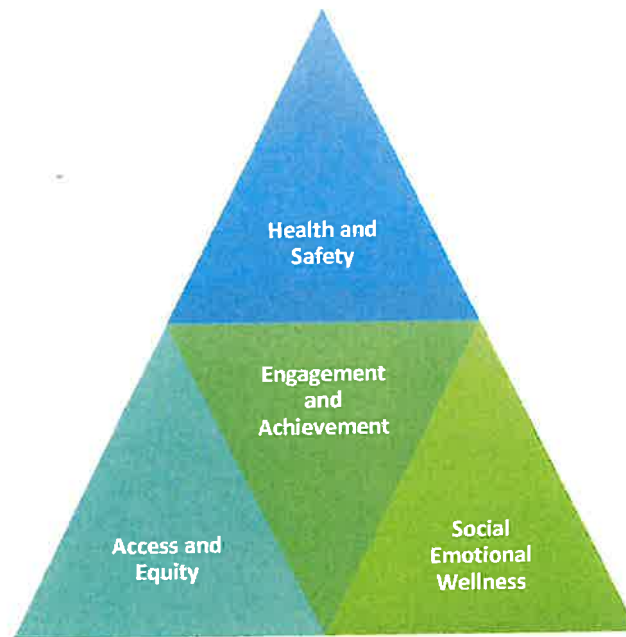 Health and
Safety
Engagement
and
Achievement
Access and
Equity
Social
Emotional
Wellness